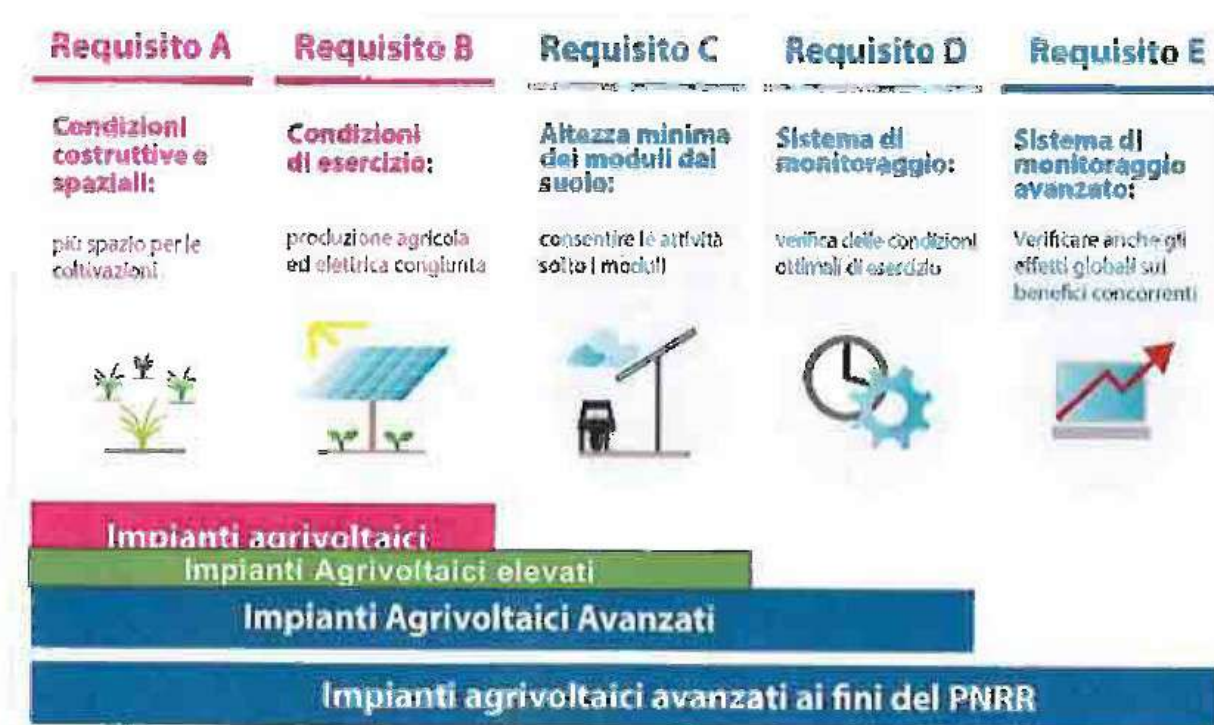 Requisito A
Requisito B
Requisito C
Requisito D
Requisito E
Condizioni
costruttive e
spaziali:
più spazio per le
coltivazioni
Condizioni
di esercizio:
produzione agricola
ed elettrica congiunta
Altezza minima
dei moduli dal
suolo:
consentire le attività
sotto i moduli
Sistema di
monitoraggio:
verifica delle condizioni
ottimali di esercizio
Sistema di
monitoraggio
avanzato:
Verificare anche gli
effetti globali sui
benefici concorrenti
Impianti agrivoltaici
Impianti Agrivoltaici elevati
Impianti Agrivoltaici Avanzati
Impianti agrivoltaici avanzati ai fini del PNRR